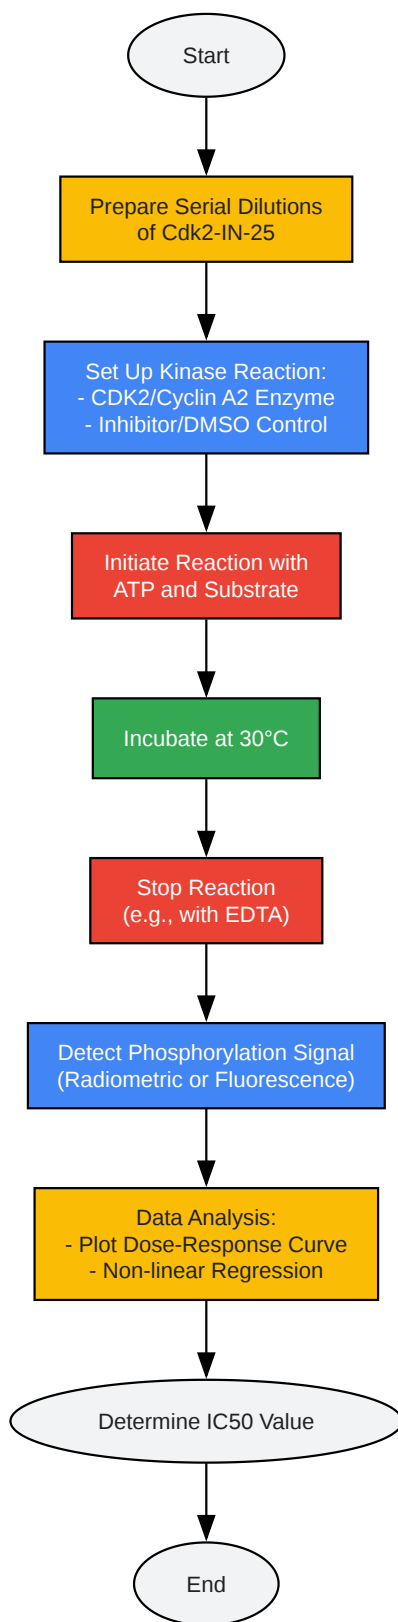 Start
Prepare Serial Dilutions
of Cdk2-IN-25
Set Up Kinase Reaction:
- CDK2/Cyclin A2 Enzyme
- Inhibitor/DMSO Control
Initiate Reaction with
ATP and Substrate
Incubate at 30°C
Stop Reaction
(e.g., with EDTA)
Detect Phosphorylation Signal
(Radiometric or Fluorescence)
Data Analysis:
- Plot Dose-Response Curve
- Non-linear Regression
Determine IC50 Value
End